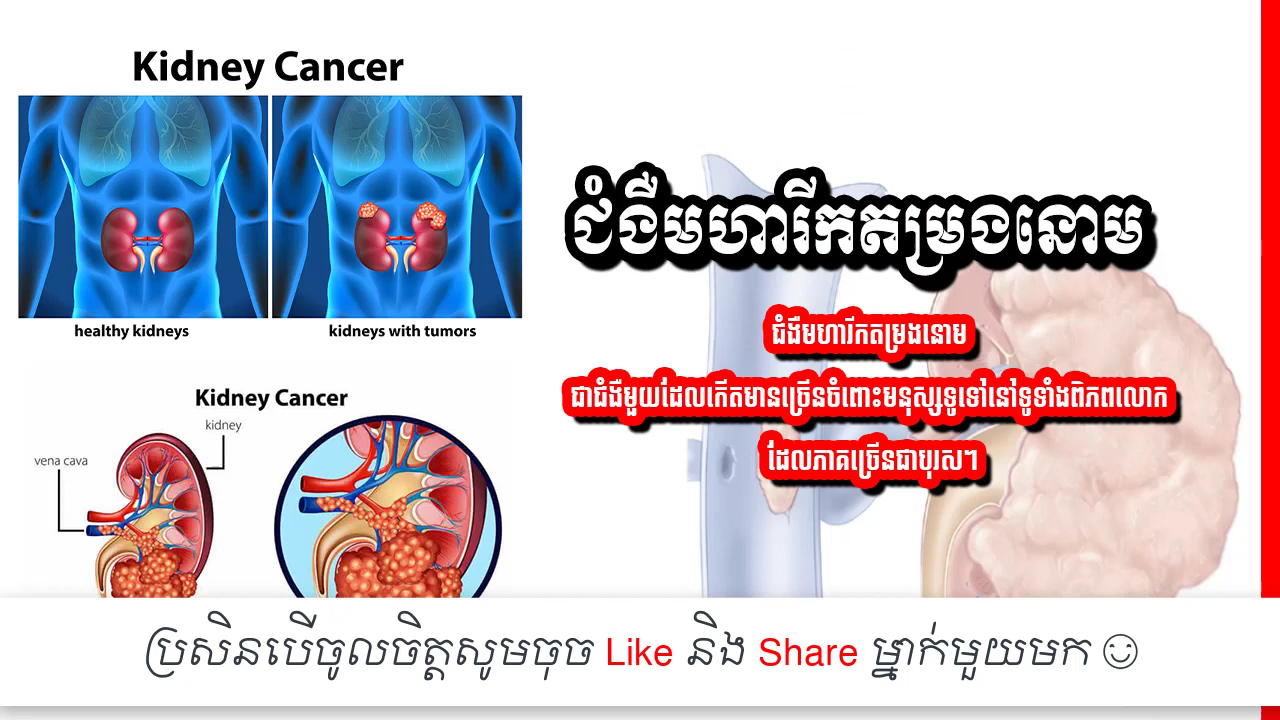 Kidney Cancer
healthy kidneys
kidneys with tumors
Kidney Cancer
kidney
vena cava
ជំងឺមហារីកតម្រងនោម
ជំងឺមហារីកតម្រងនោម
ជាជំងឺមួយដែលកើតមានច្រើនចំពោះមនុស្សទូទៅនៅទូទាំងពិភពលោក
ដែលភាគច្រើនជាបុរស។
ប្រសិនបើចូលចិត្តសូមចុច Like និង Share ម្នាក់មួយមក ☺